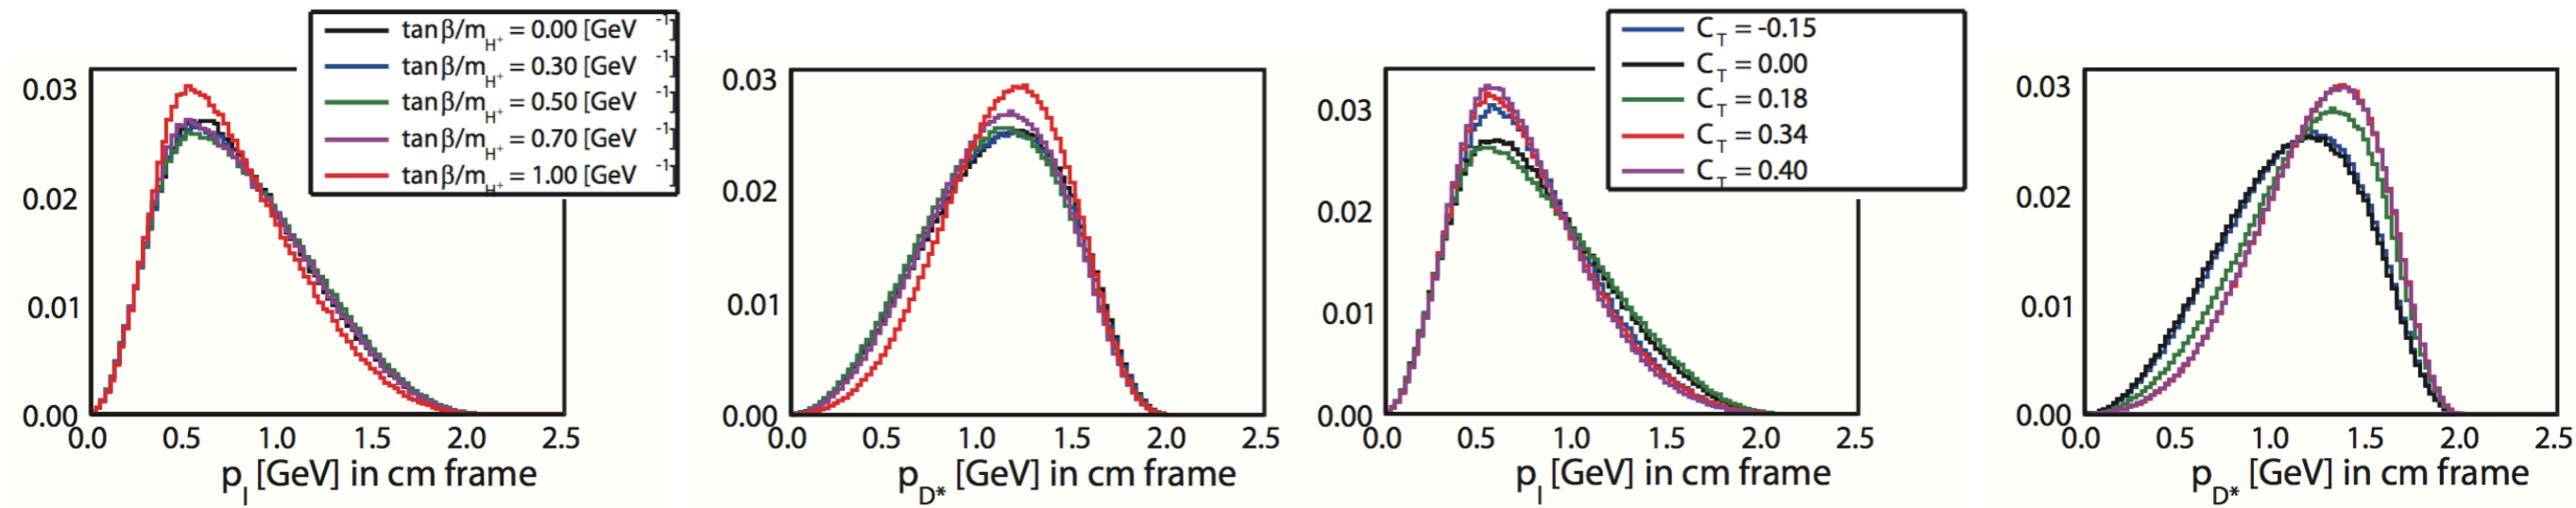 tanβ/m_H⁺ = 0.00 [GeV ⁻¹]
tanβ/m_H⁺ = 0.30 [GeV ⁻¹]
tanβ/m_H⁺ = 0.50 [GeV ⁻¹]
tanβ/m_H⁺ = 0.70 [GeV ⁻¹]
tanβ/m_H⁺ = 1.00 [GeV ⁻¹]
0.03
0.02
0.01
0.00
0.0 0.5 1.0 1.5 2.0 2.5
p_l [GeV] in cm frame
0.03
0.02
0.01
0.00
0.0 0.5 1.0 1.5 2.0 2.5
p_D* [GeV] in cm frame
C_T = -0.15
C_T = 0.00
C_T = 0.18
C_T = 0.34
C_T = 0.40
0.03
0.02
0.01
0.00
0.0 0.5 1.0 1.5 2.0 2.5
p_l [GeV] in cm frame
0.03
0.02
0.01
0.00
0.0 0.5 1.0 1.5 2.0 2.5
p_D* [GeV] in cm frame